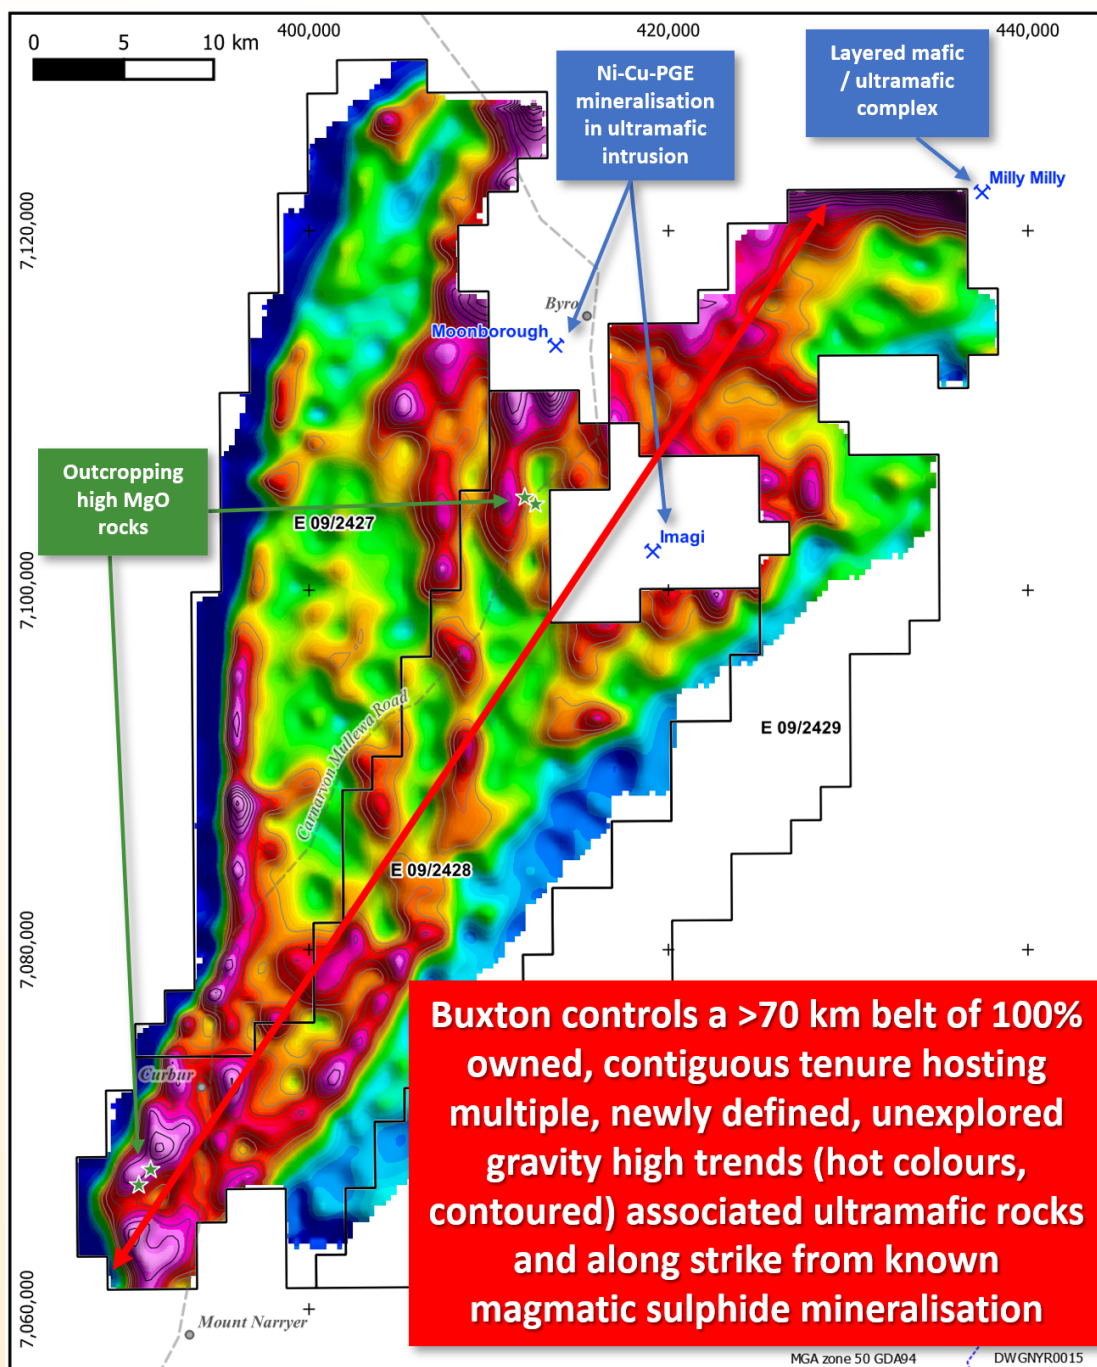 0 5 10 km
400,000
420,000
440,000
Ni-Cu-PGE
mineralisation
in ultramafic
intrusion
Layered mafic
/ ultramafic
complex
Milly Milly
7,120,000
Byro
Moonborough
Outcropping
high MgO
rocks
E 09/2427
Imagi
7,100,000
Carnarvon Mullewa Road
E 09/2429
E 09/2428
7,080,000
Curbur
Buxton controls a >70 km belt of 100%
owned, contiguous tenure hosting
multiple, newly defined, unexplored
gravity high trends (hot colours,
contoured) associated ultramafic rocks
and along strike from known
magmatic sulphide mineralisation
7,060,000
Mount Narryer
MGA zone 50 GDA94
DWGNYR0015